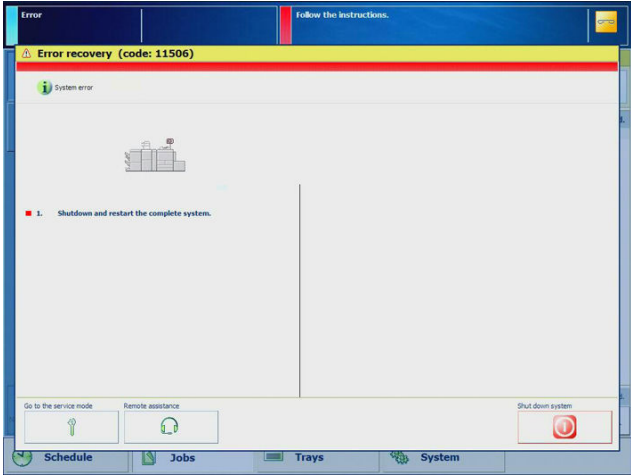 Error
Follow the instructions.
Error recovery (code: 11506)
System error
1. Shutdown and restart the complete system.
Go to the service mode
Remote assistance
Shut down system
Schedule
Jobs
Trays
System